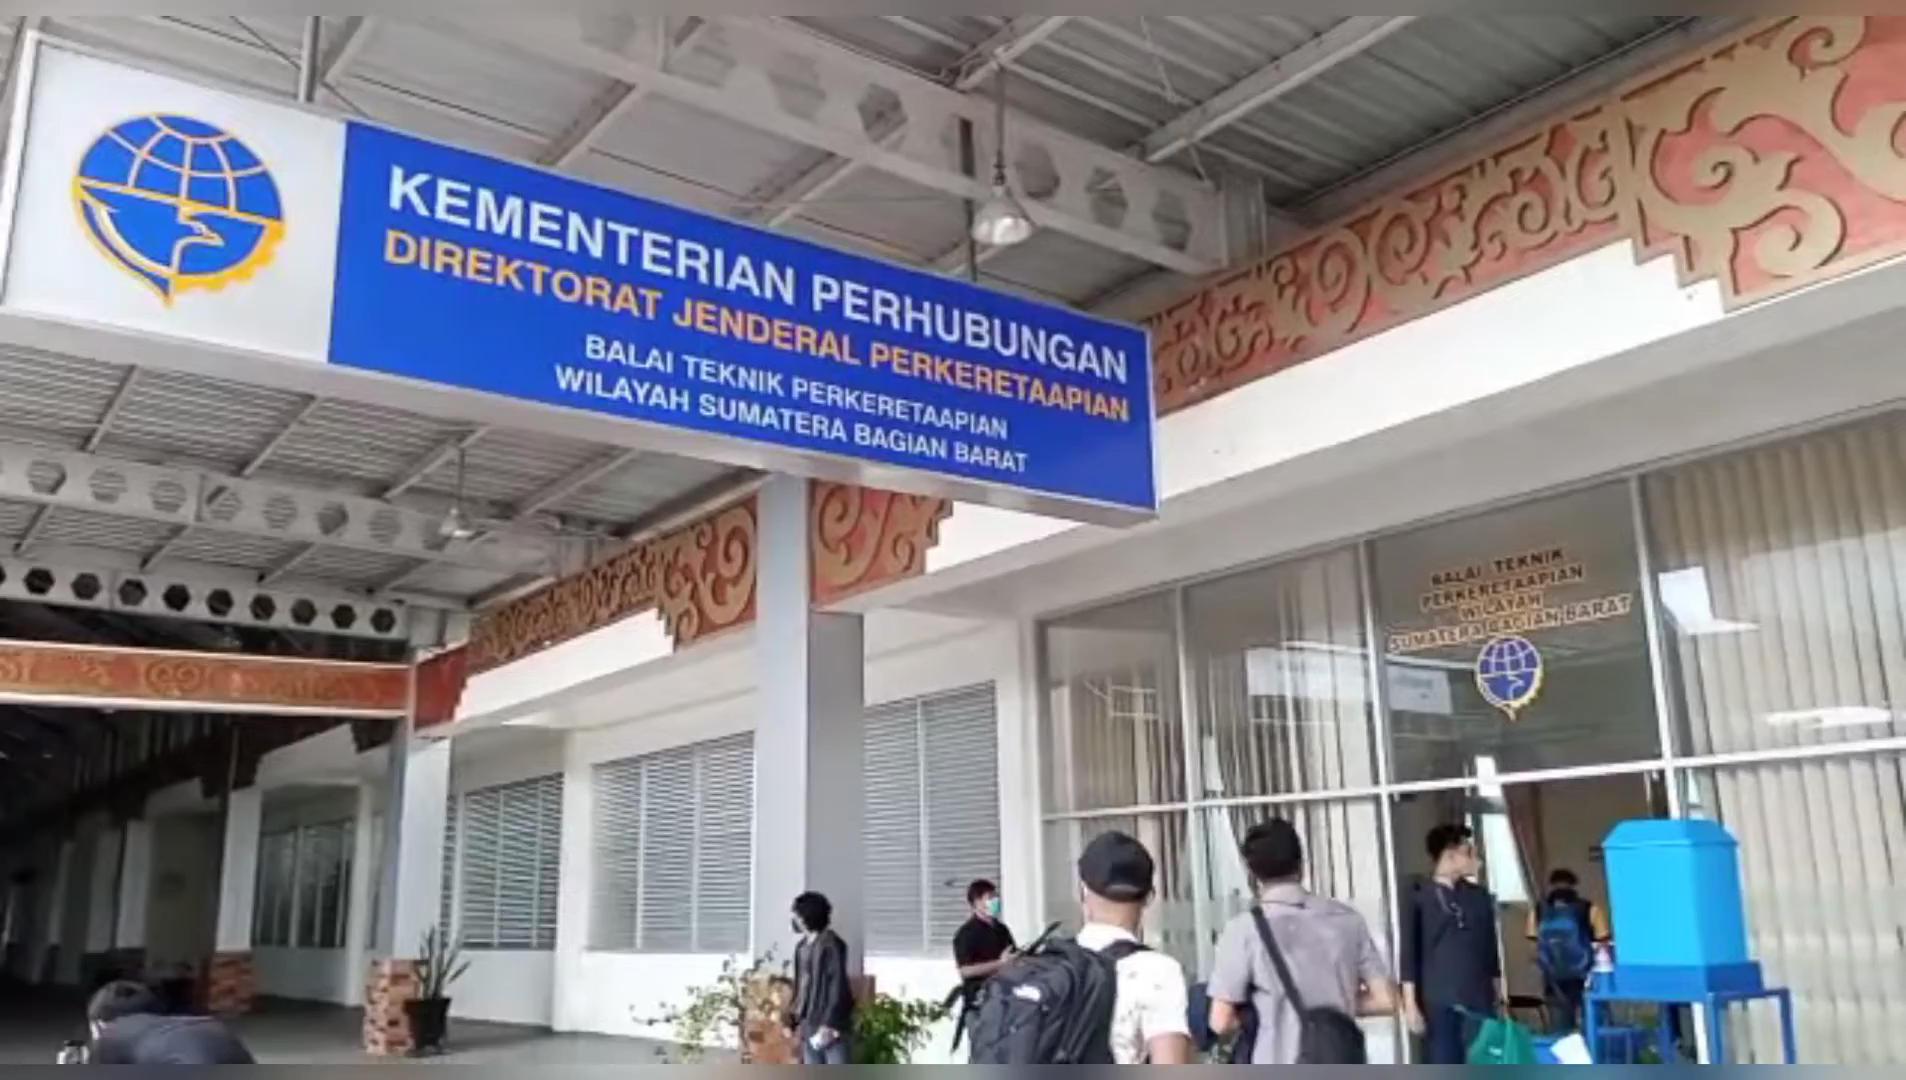 KEMENTERIAN PERHUBUNGAN
DIREKTORAT JENDERAL PERKERETAAPIAN
BALAI TEKNIK PERKERETAAPIAN
WILAYAH SUMATERA BAGIAN BARAT
BALAI TEKNIK
PERKERETAAPIAN
WILAYAH
SUMATERA BAGIAN BARAT